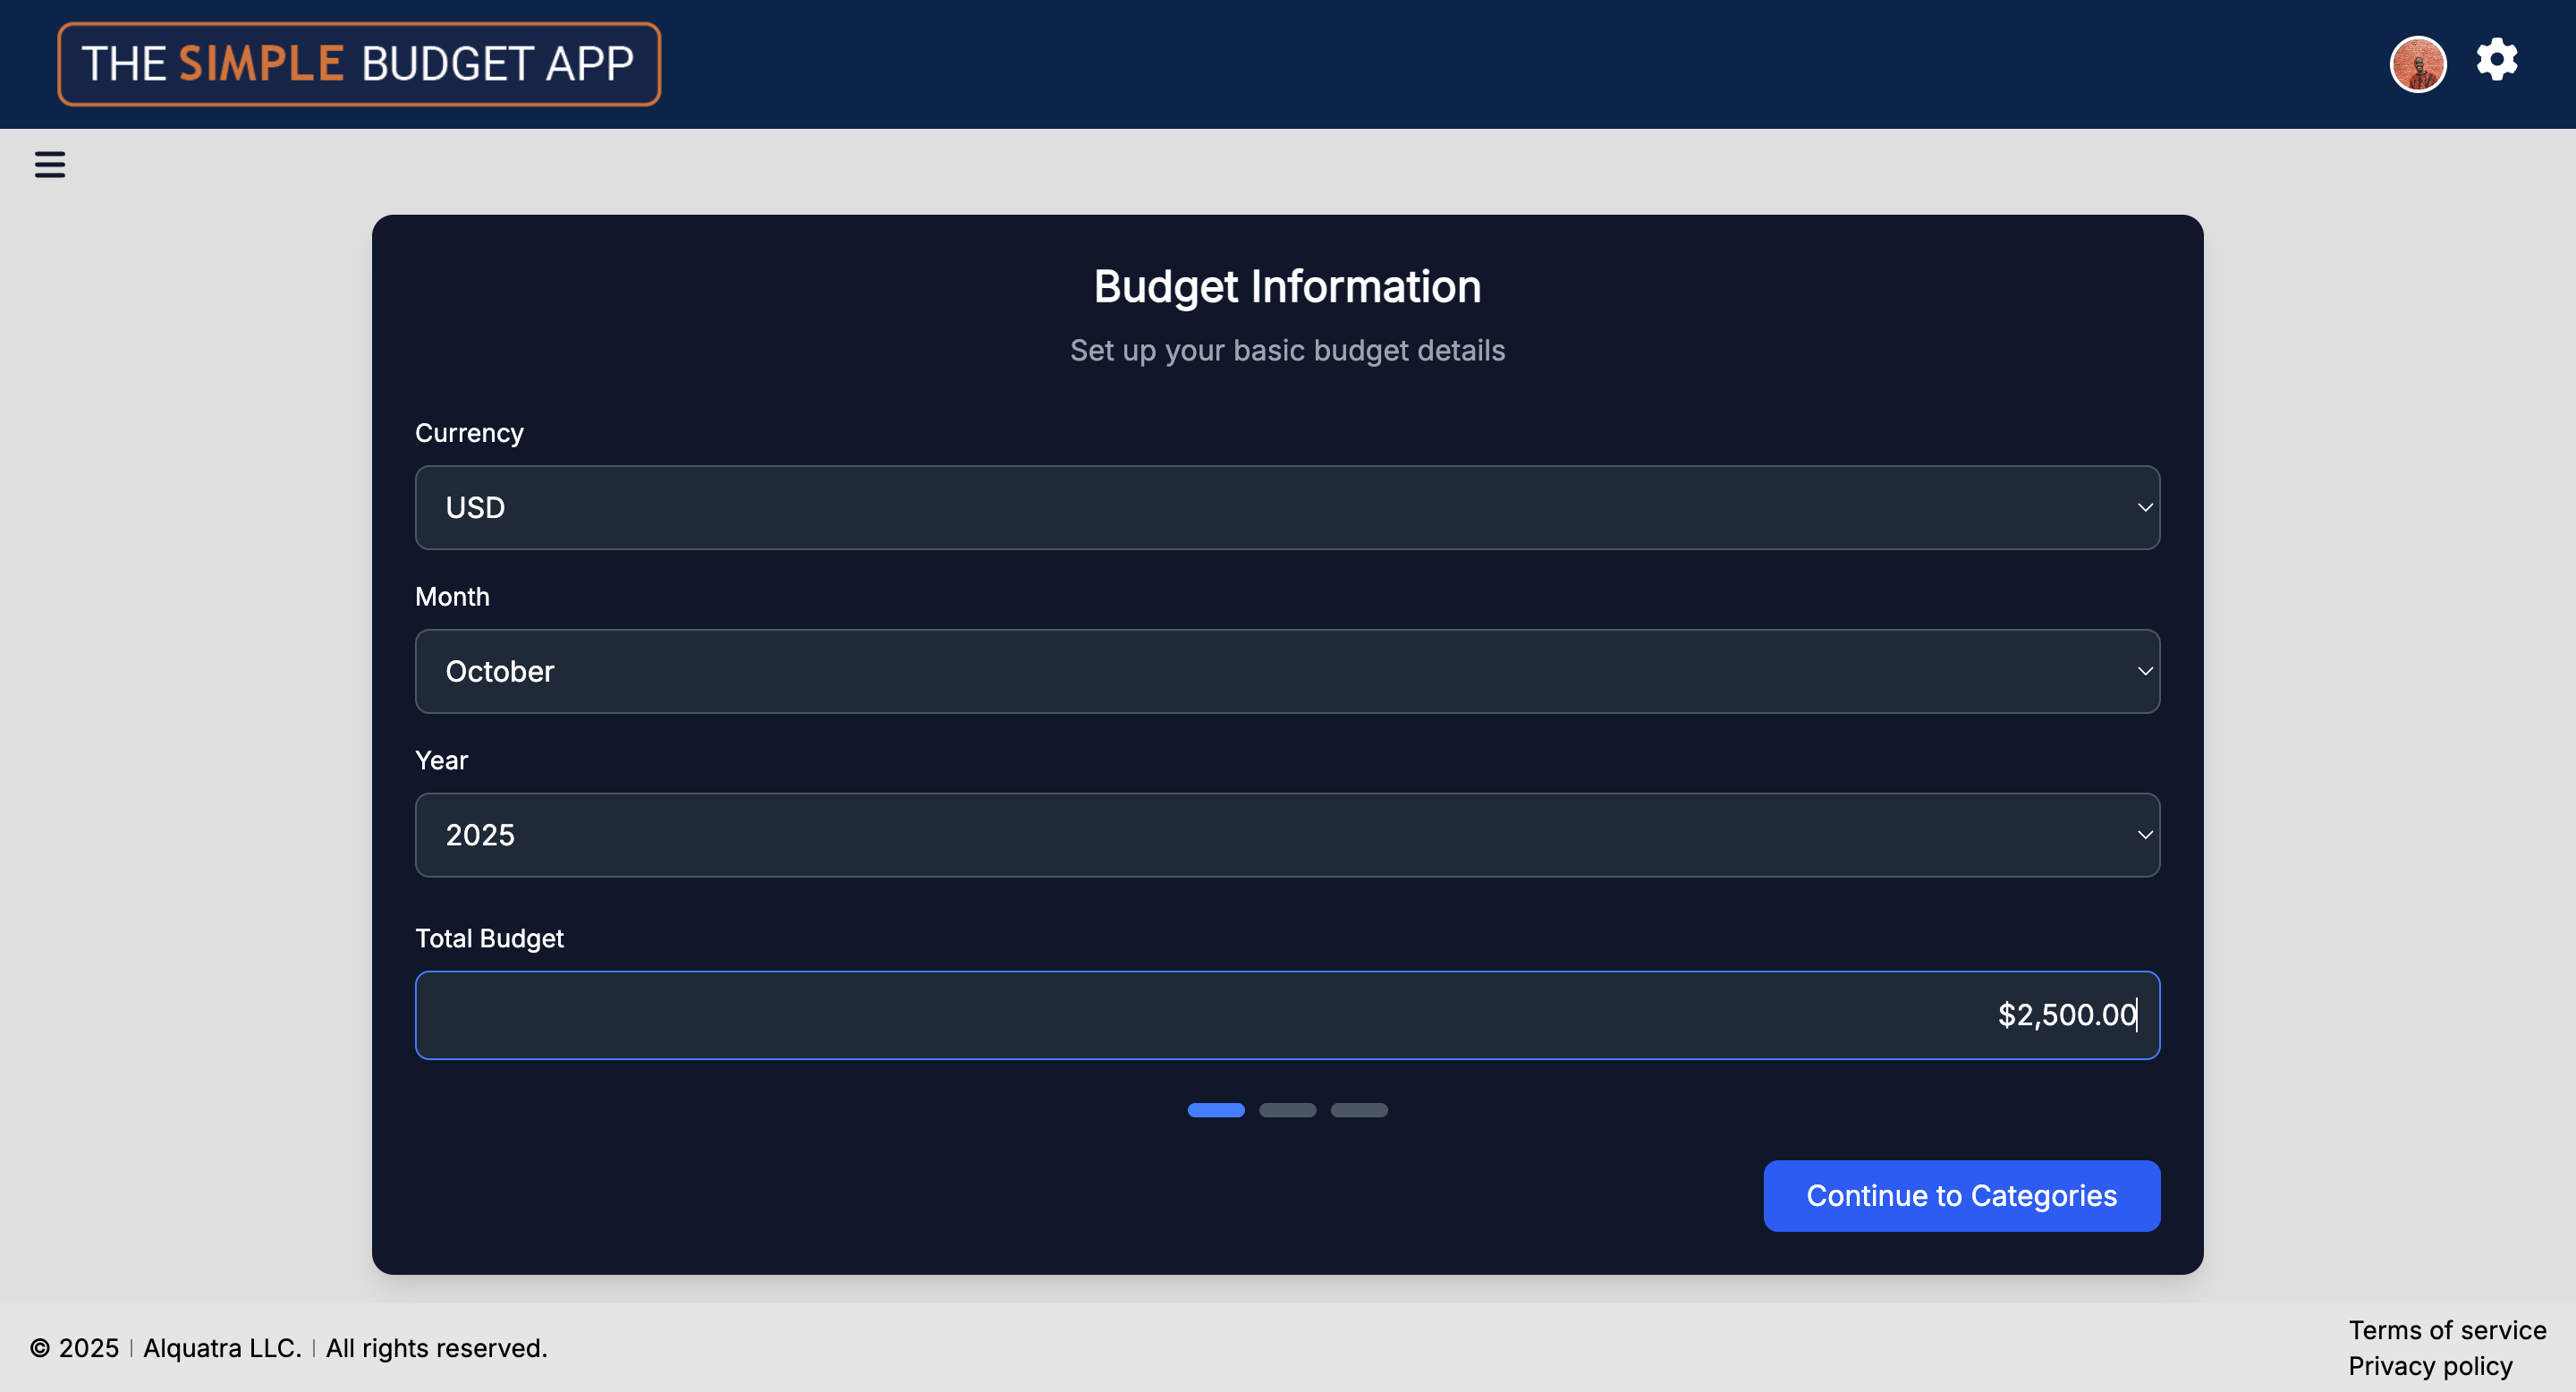 THE SIMPLE BUDGET APP
Budget Information
Set up your basic budget details
Currency
USD
Month
October
Year
2025
Total Budget
$2,500.00
Continue to Categories
© 2025 | Alquatra LLC. | All rights reserved.
Terms of service
Privacy policy